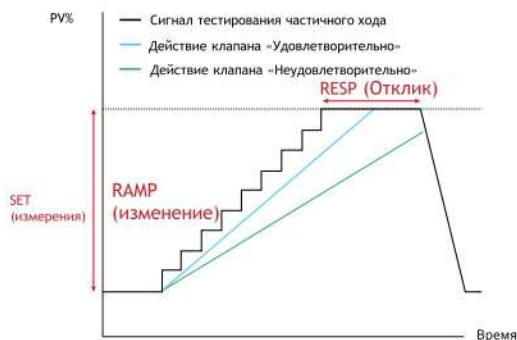 PV%
Сигнал тестирования частичного хода
Действие клапана «Удовлетворительно»
Действие клапана «Неудовлетворительно»
RESP (Отклик)
SET
(измерения)
RAMP
(изменение)
Время